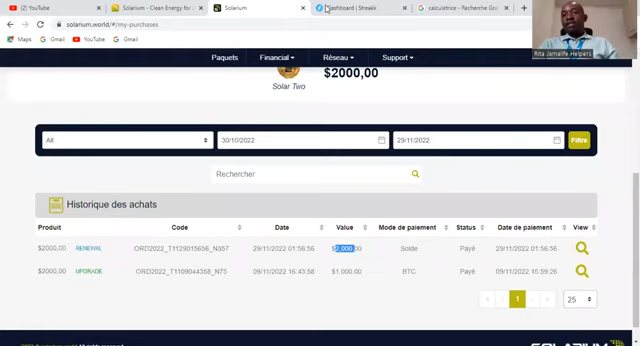 YouTube
Solarium - Clean Energy for
Solarium
Dashboard | Streakk
calculatrice - Recherche Goo
solarium.world/#/my-purchases
Maps
Gmail
YouTube
Gmail
Rita Jamalife Helpers
Paquets
Financial
Réseau
Support
$2000,00
Solar Two
All
30/10/2022
29/11/2022
Filtre
Rechercher
Historique des achats
Produit Code Date Value Mode de paiement Status Date de paiement View
$2000,00 RENEWAL ORD2022_T1129015656_N357 29/11/2022 01:56:56 $2,000.00 Solde Payé 29/11/2022 01:56:56
$2000,00 UPGRADE ORD2022_T1109044358_N75 09/11/2022 16:43:58 $1,000.00 BTC Payé 09/11/2022 16:59:26
1
25
SOLARIUM